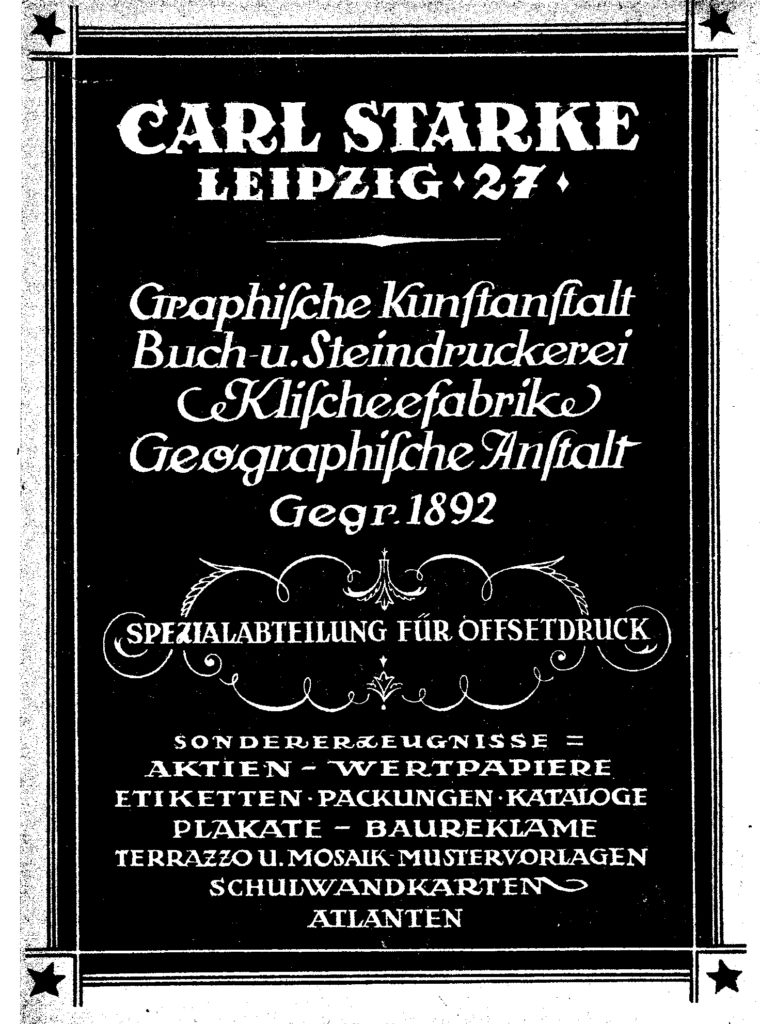 CARL STARKE
LEIPZIG · 27 ·
Graphiſche Kunſtanſtalt
Buch- u. Steindruckerei
Kliſcheefabrik
Geographiſche Anſtalt
Gegr. 1892
SPEZIALABTEILUNG FÜR OFFSETDRUCK
SONDERERZEUGNISSE =
AKTIEN – WERTPAPIERE
ETIKETTEN · PACKUNGEN · KATALOGE
PLAKATE – BAUREKLAME
TERRAZZO U. MOSAIK-MUSTERVORLAGEN
SCHULWANDKARTEN
ATLANTEN